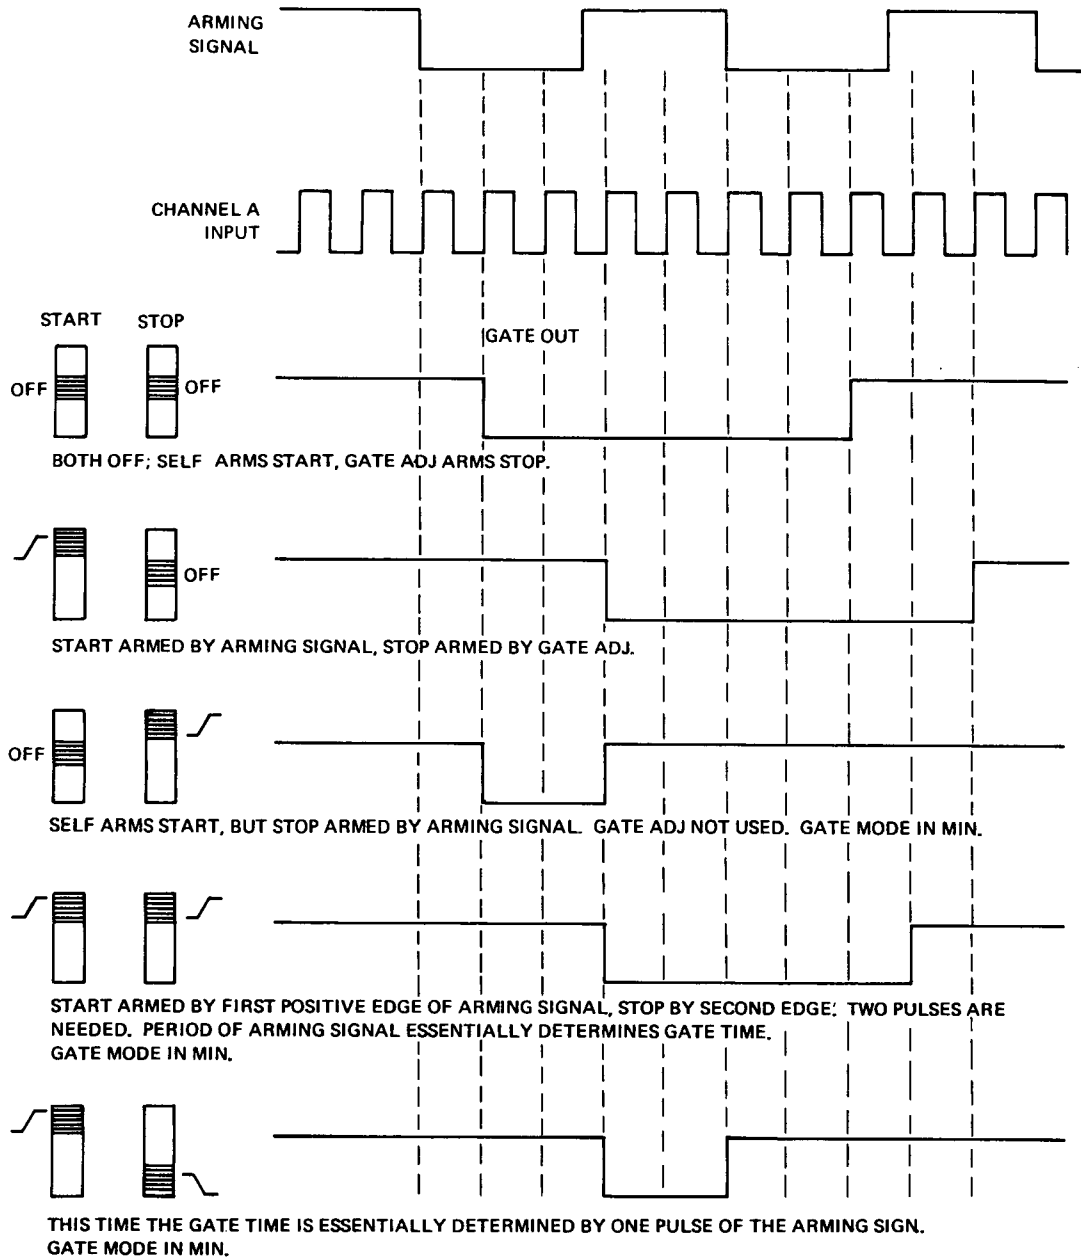 ARMING
SIGNAL
CHANNEL A
INPUT
START STOP
GATE OUT
OFF OFF
BOTH OFF; SELF ARMS START, GATE ADJ ARMS STOP.
OFF
START ARMED BY ARMING SIGNAL, STOP ARMED BY GATE ADJ.
OFF
SELF ARMS START, BUT STOP ARMED BY ARMING SIGNAL. GATE ADJ NOT USED. GATE MODE IN MIN.
START ARMED BY FIRST POSITIVE EDGE OF ARMING SIGNAL, STOP BY SECOND EDGE. TWO PULSES ARE
NEEDED. PERIOD OF ARMING SIGNAL ESSENTIALLY DETERMINES GATE TIME.
GATE MODE IN MIN.
THIS TIME THE GATE TIME IS ESSENTIALLY DETERMINED BY ONE PULSE OF THE ARMING SIGN.
GATE MODE IN MIN.